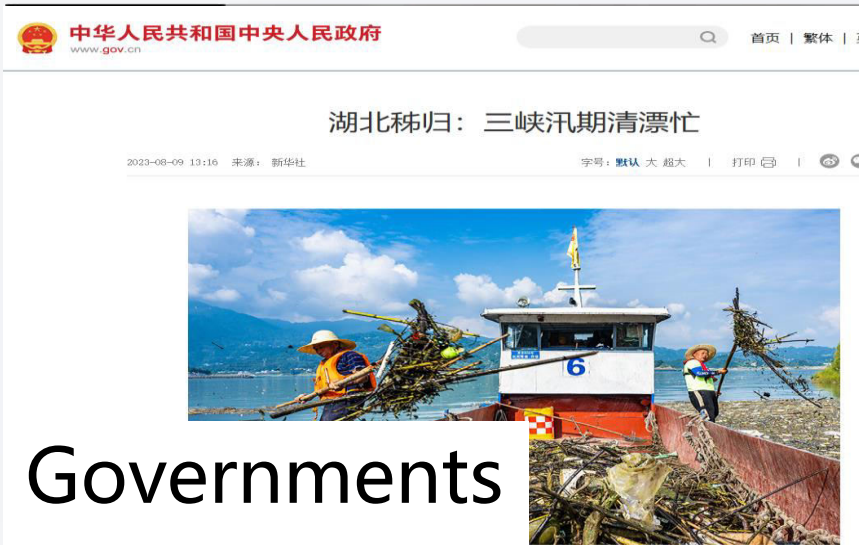 中华人民共和国中央人民政府
www.gov.cn
首页 | 繁体 |
湖北秭归：三峡汛期清漂忙
2023-08-09 13:16 来源： 新华社
字号：默认 大 超大 | 打印 |
6
Governments